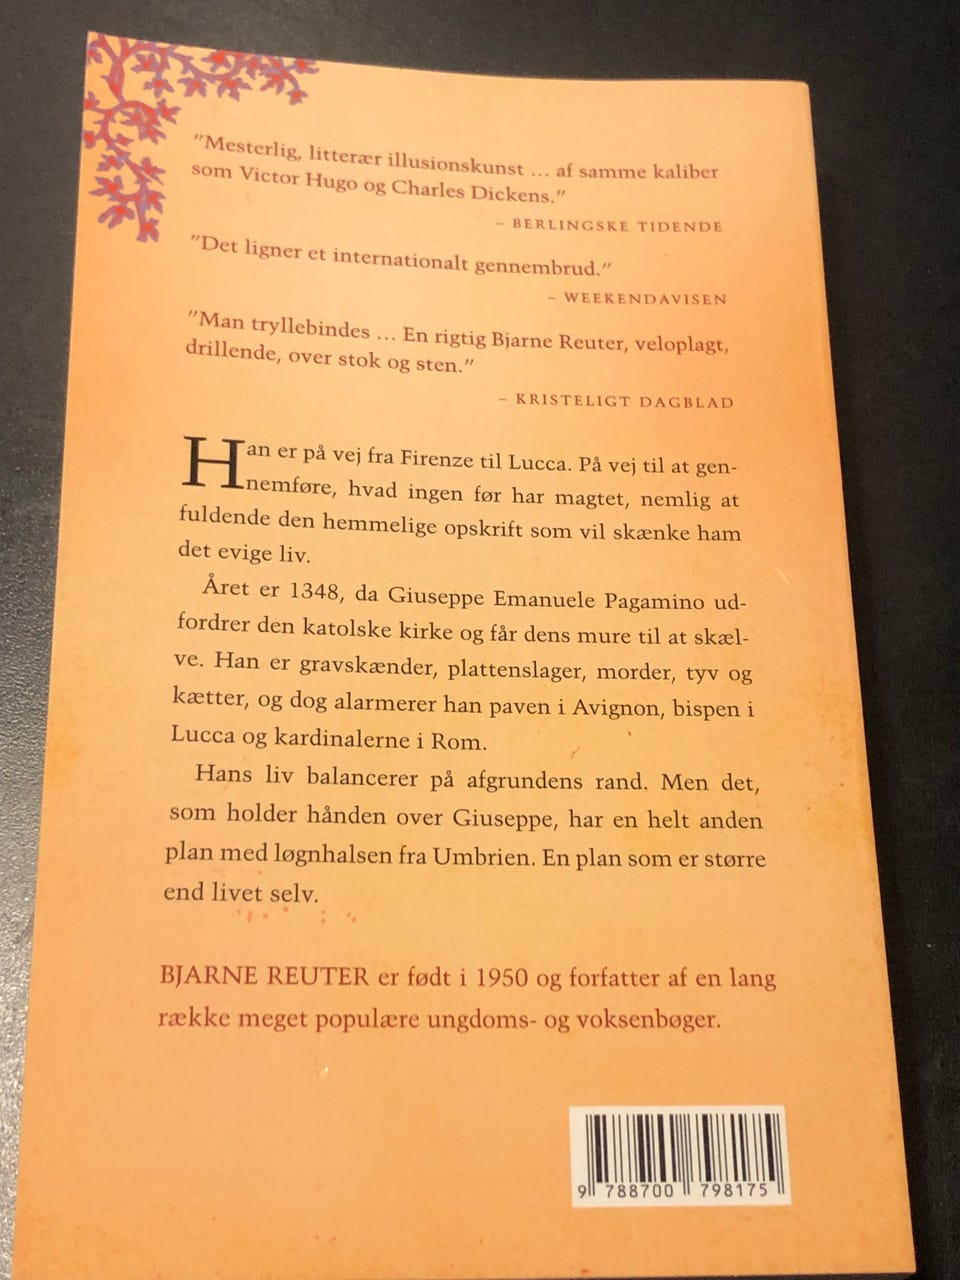 "Mesterlig, litterær illusionskunst ... af samme kaliber
som Victor Hugo og Charles Dickens."
– BERLINGSKE TIDENDE
"Det ligner et internationalt gennembrud."
– WEEKENDAVISEN
"Man tryllebindes ... En rigtig Bjarne Reuter, veloplagt,
drillende, over stok og sten."
– KRISTELIGT DAGBLAD
Han er på vej fra Firenze til Lucca. På vej til at gen-
nemføre, hvad ingen før har magtet, nemlig at
fuldende den hemmelige opskrift som vil skænke ham
det evige liv.
Året er 1348, da Giuseppe Emanuele Pagamino ud-
fordrer den katolske kirke og får dens mure til at skæl-
ve. Han er gravskænder, plattenslager, morder, tyv og
kætter, og dog alarmerer han paven i Avignon, bispen i
Lucca og kardinalerne i Rom.
Hans liv balancerer på afgrundens rand. Men det,
som holder hånden over Giuseppe, har en helt anden
plan med løgnhalsen fra Umbrien. En plan som er større
end livet selv.
BJARNE REUTER er født i 1950 og forfatter af en lang
række meget populære ungdoms- og voksenbøger.
9 788700 798175